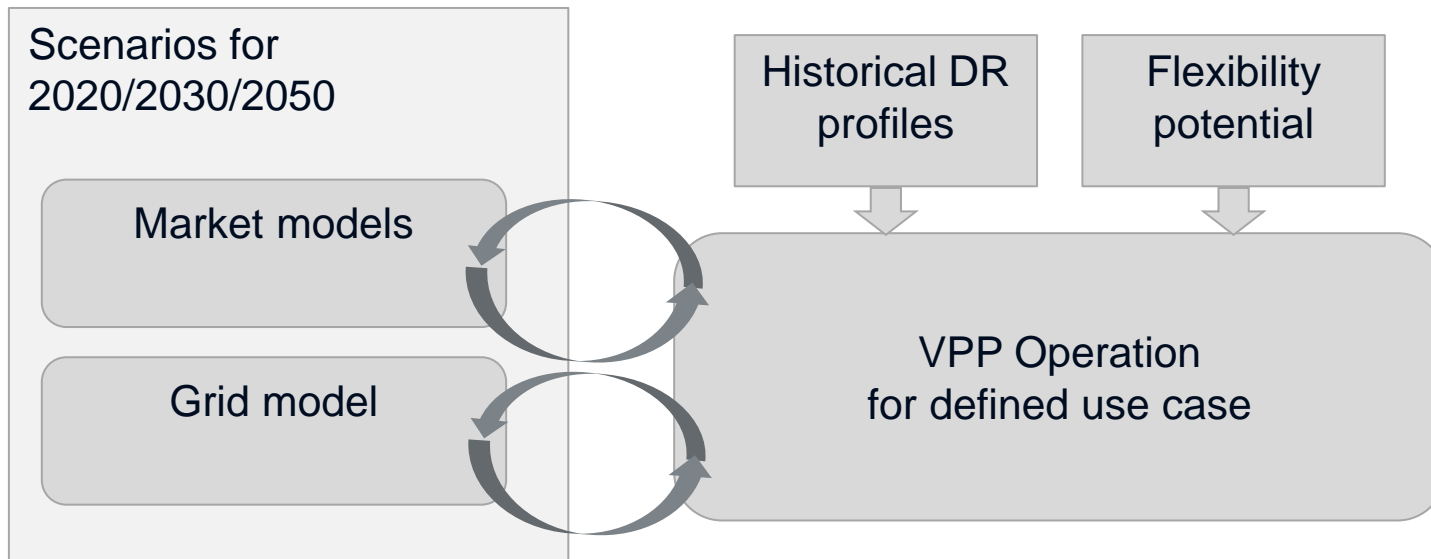 Scenarios for
2020/2030/2050
Market models
Grid model
Historical DR
profiles
Flexibility
potential
VPP Operation
for defined use case